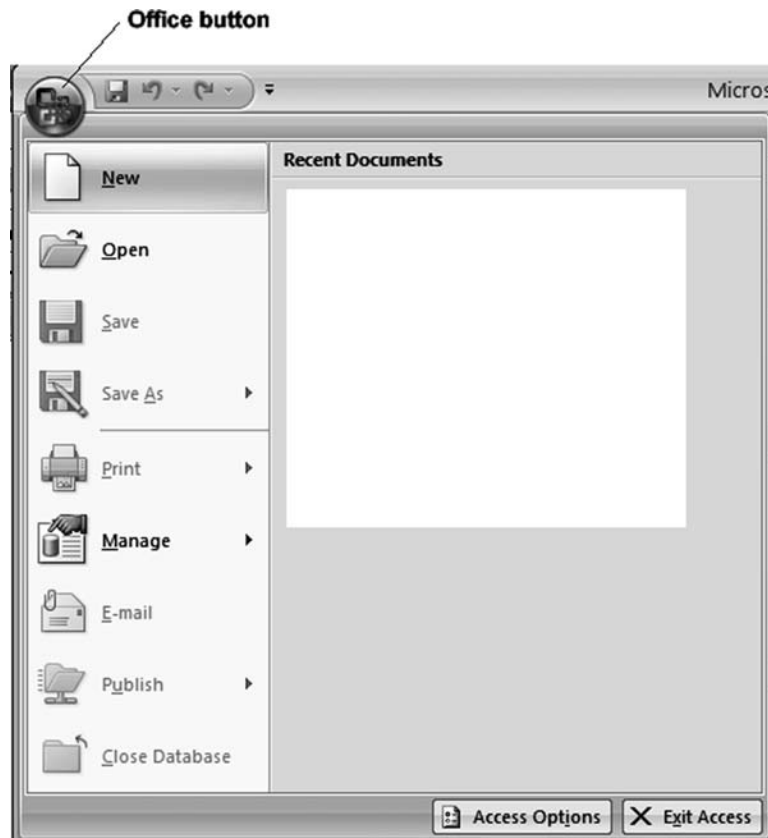 Office button
Micros
Recent Documents
New
Open
Save
Save As
Print
Manage
E-mail
Publish
Close Database
Access Options
Exit Access